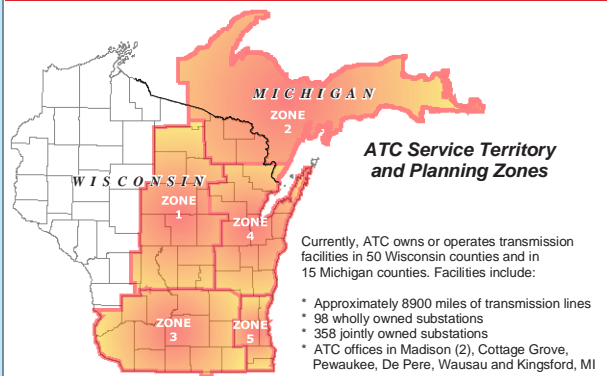 MICHIGAN
ZONE
2
ATC Service Territory
and Planning Zones
WISCONSIN
ZONE
1
ZONE
4
Currently, ATC owns or operates transmission
facilities in 50 Wisconsin counties and in
15 Michigan counties. Facilities include:
* Approximately 8900 miles of transmission lines
* 98 wholly owned substations
* 358 jointly owned substations
* ATC offices in Madison (2), Cottage Grove,
Pewaukee, De Pere, Wausau and Kingsford, MI
ZONE
3
ZONE
5